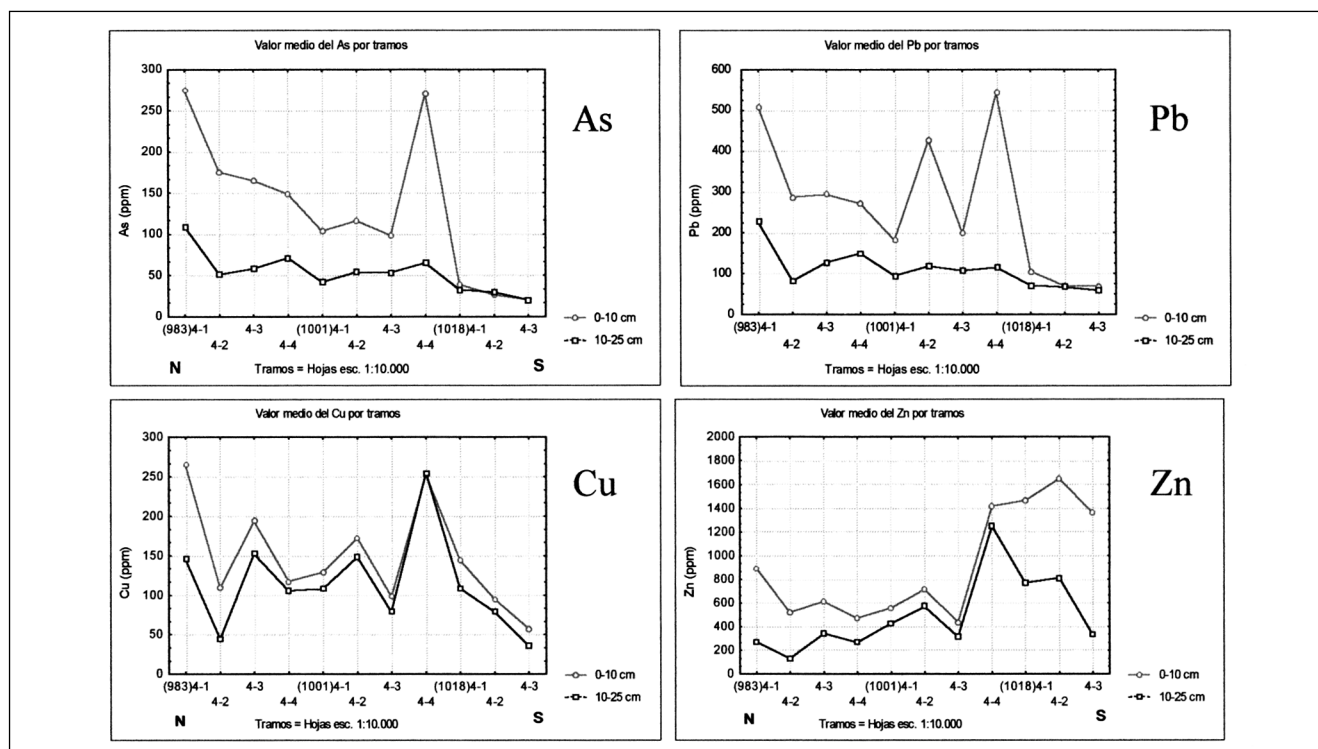 Valor medio del As por tramos
300
250
200
150
100
50
0
As (ppm)
As
(983)4-1 4-3 (1001)4-1 4-3 (1018)4-1 4-3
4-2 4-4 4-2 4-4 4-2
N S
Tramos = Hojas esc. 1:10.000
0-10 cm
10-25 cm
Valor medio del Pb por tramos
600
500
400
300
200
100
0
Pb (ppm)
Pb
(983)4-1 4-3 (1001)4-1 4-3 (1018)4-1 4-3
4-2 4-4 4-2 4-4 4-2
N S
Tramos = Hojas esc. 1:10.000
0-10 cm
10-25 cm
Valor medio del Cu por tramos
300
250
200
150
100
50
0
Cu (ppm)
Cu
(983)4-1 4-3 (1001)4-1 4-3 (1018)4-1 4-3
4-2 4-4 4-2 4-4 4-2
N S
Tramos = Hojas esc. 1:10.000
0-10 cm
10-25 cm
Valor medio del Zn por tramos
2000
1800
1600
1400
1200
1000
800
600
400
200
0
Zn (ppm)
Zn
(983)4-1 4-3 (1001)4-1 4-3 (1018)4-1 4-3
4-2 4-4 4-2 4-4 4-2
N S
Tramos = Hojas esc. 1:10.000
0-10 cm
10-25 cm